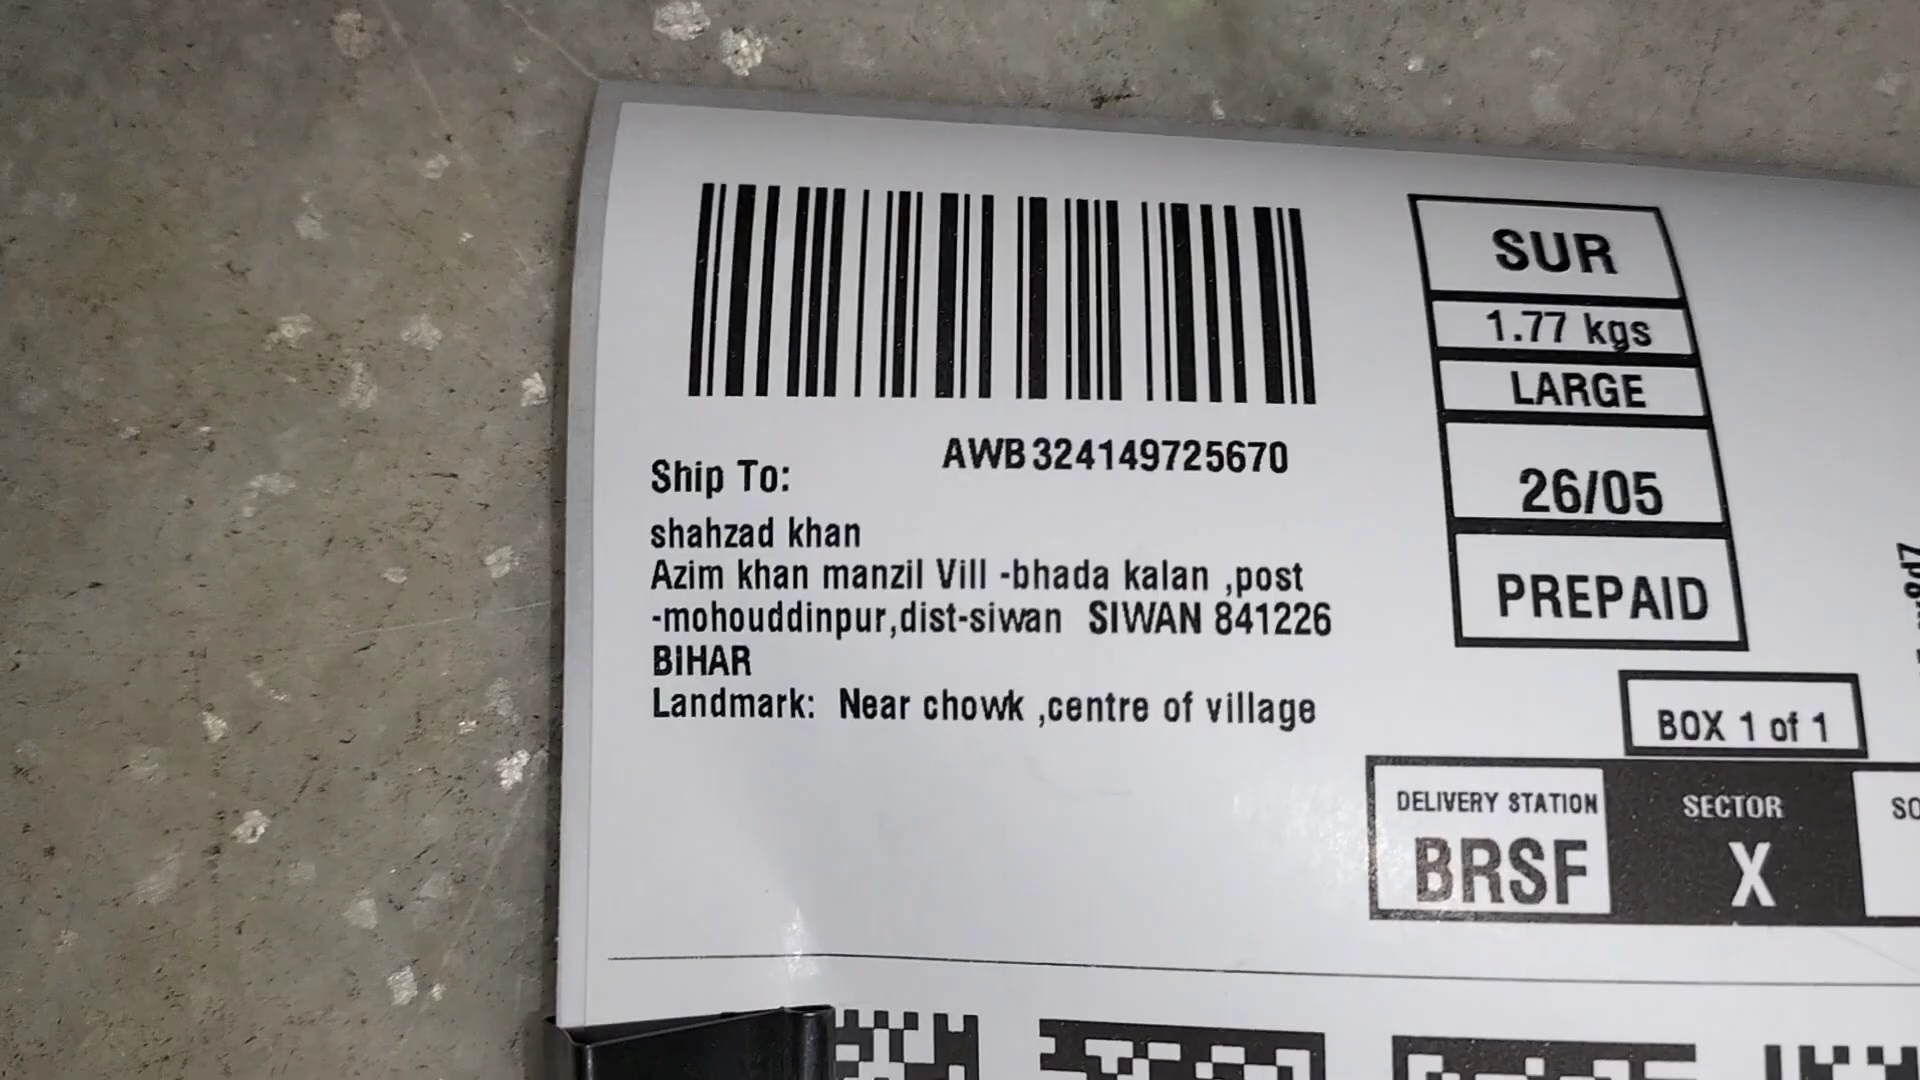 AWB324149725670
Ship To:
shahzad khan
Azim khan manzil Vill -bhada kalan ,post
-mohouddinpur,dist-siwan SIWAN 841226
BIHAR
Landmark: Near chowk ,centre of village
SUR
1.77 kgs
LARGE
26/05
PREPAID
BOX 1 of 1
DELIVERY STATION
BRSF
SECTOR
X